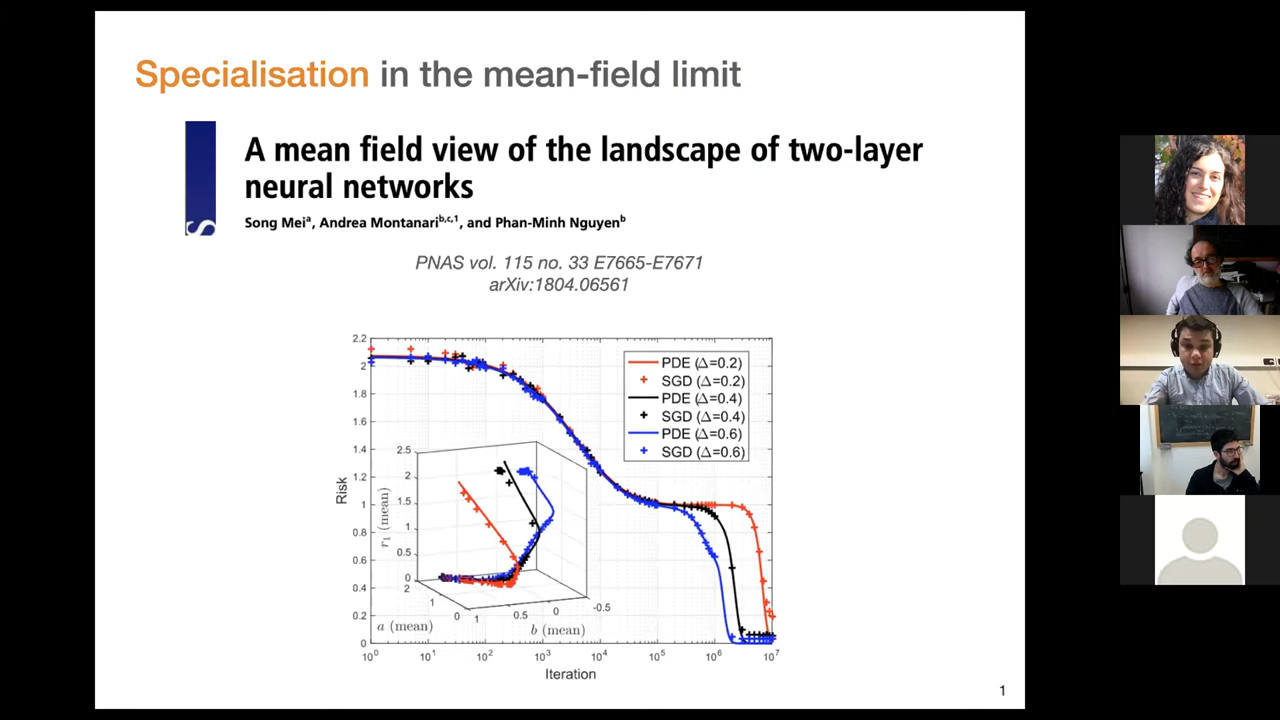 Specialisation in the mean-field limit
S
A mean field view of the landscape of two-layer
neural networks
Song Meiᵃ, Andrea Montanariᵇ,ᶜ,¹, and Phan-Minh Nguyenᵇ
PNAS vol. 115 no. 33 E7665-E7671
arXiv:1804.06561
2.2
2
1.8
1.6
1.4
1.2
1
0.8
0.6
0.4
0.2
0
Risk
PDE (Δ=0.2)
SGD (Δ=0.2)
PDE (Δ=0.4)
SGD (Δ=0.4)
PDE (Δ=0.6)
SGD (Δ=0.6)
2.5
2
1.5
1
0.5
0
r₁ (mean)
2
1
0
a (mean)
1
0.5
0
-0.5
b (mean)
10⁰ 10¹ 10² 10³ 10⁴ 10⁵ 10⁶ 10⁷
Iteration
1